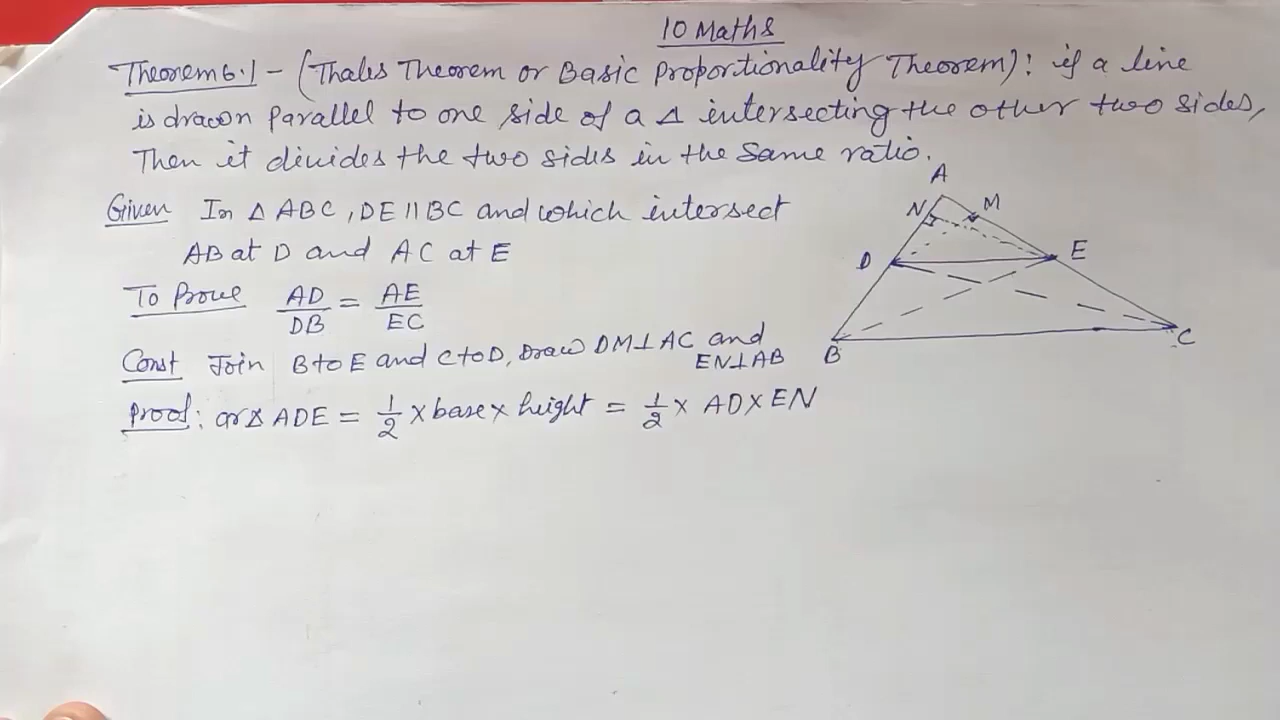 10 Maths
Theorem 6.1 - (Thales Theorem or Basic Proportionality Theorem): if a line
is drawn parallel to one side of a Δ intersecting the other two sides,
Then it divides the two sides in the same ratio.
Given In Δ ABC, DE || BC and which intersect
AB at D and AC at E
To Prove AD/DB = AE/EC
Const Join B to E and C to D, Draw DM ⊥ AC and
EN ⊥ AB
Proof: ar Δ ADE = 1/2 × base × height = 1/2 × AD × EN
A
N M
D E
B C